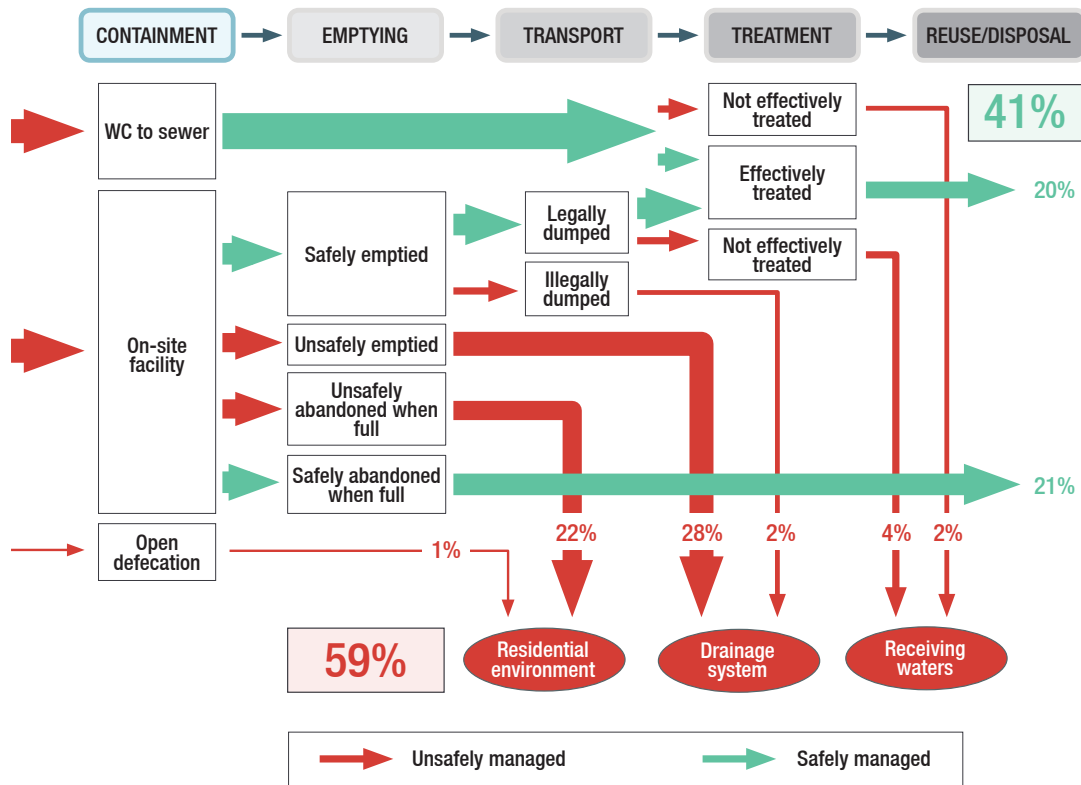 CONTAINMENT
EMPTYING
TRANSPORT
TREATMENT
REUSE/DISPOSAL
WC to sewer
Not effectively
treated
41%
Effectively
treated
20%
Safely emptied
Legally
dumped
Not effectively
treated
Illegally
dumped
On-site
facility
Unsafely emptied
Unsafely
abandoned when
full
Safely abandoned
when full
21%
Open
defecation
1%
22%
28%
2%
4%
2%
59%
Residential
environment
Drainage
system
Receiving
waters
Unsafely managed
Safely managed